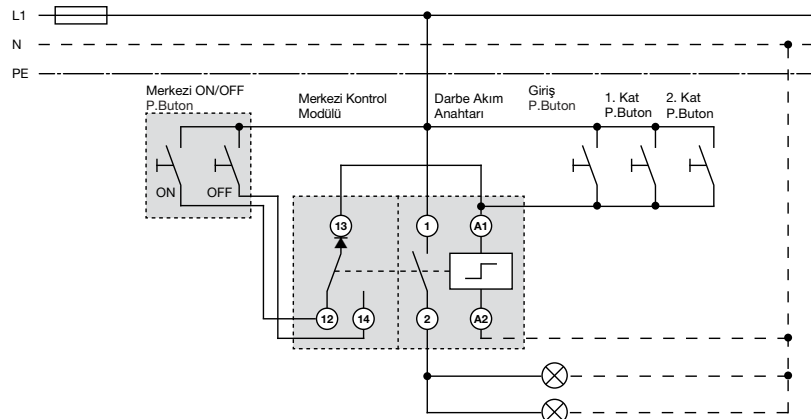 L1
N
PE
Merkezi ON/OFF
P.Buton
Merkezi Kontrol
Modülü
Darbe Akım
Anahtarı
Giriş
P.Buton
1. Kat
P.Buton
2. Kat
P.Buton
ON
OFF
13
1
A1
12
14
2
A2